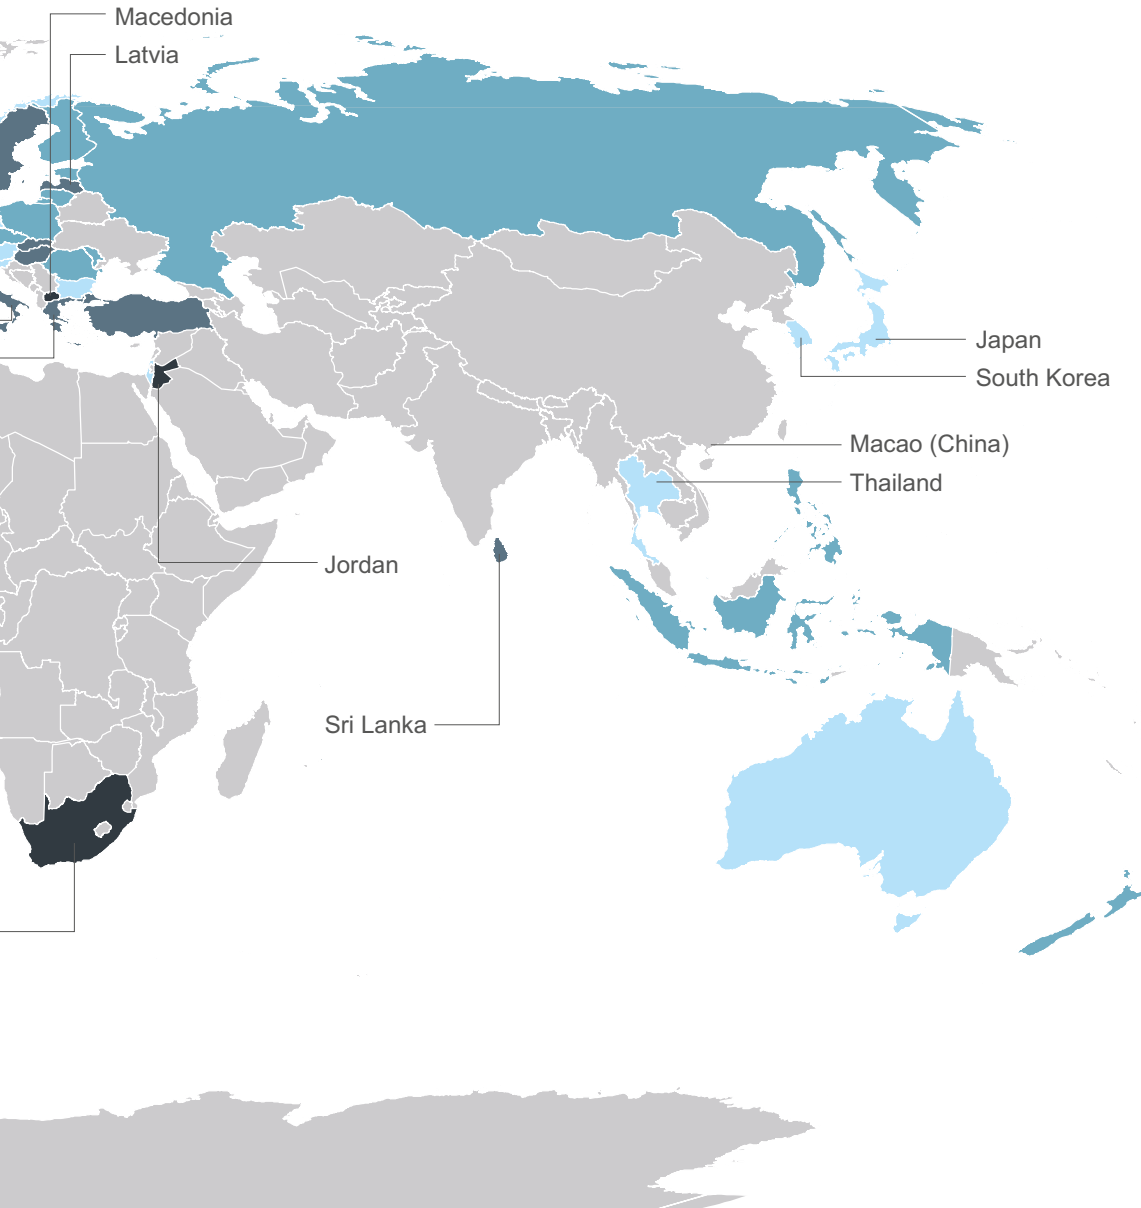 Macedonia
Latvia
Japan
South Korea
Macao (China)
Thailand
Jordan
Sri Lanka